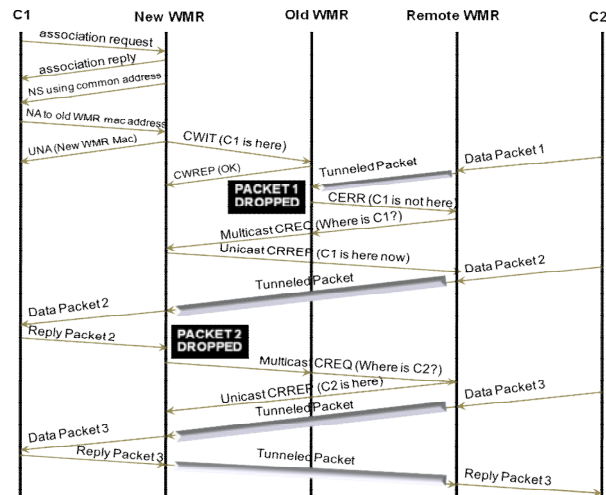 C1 New WMR Old WMR Remote WMR C2
association request
association reply
NS using common address
NA to old WMR mac address
UNA (New WMR Mac)
CWIT (C1 is here)
CWREP (OK)
Data Packet 1
Tunneled Packet
PACKET 1
DROPPED
CERR (C1 is not here)
Multicast CREQ (Where is C1?)
Unicast CRREP (C1 is here now)
Tunneled Packet
Data Packet 2
Data Packet 2
Reply Packet 2
PACKET 2
DROPPED
Multicast CREQ (Where is C2?)
Unicast CRREP (C2 is here)
Data Packet 3
Tunneled Packet
Data Packet 3
Reply Packet 3
Tunneled Packet
Reply Packet 3